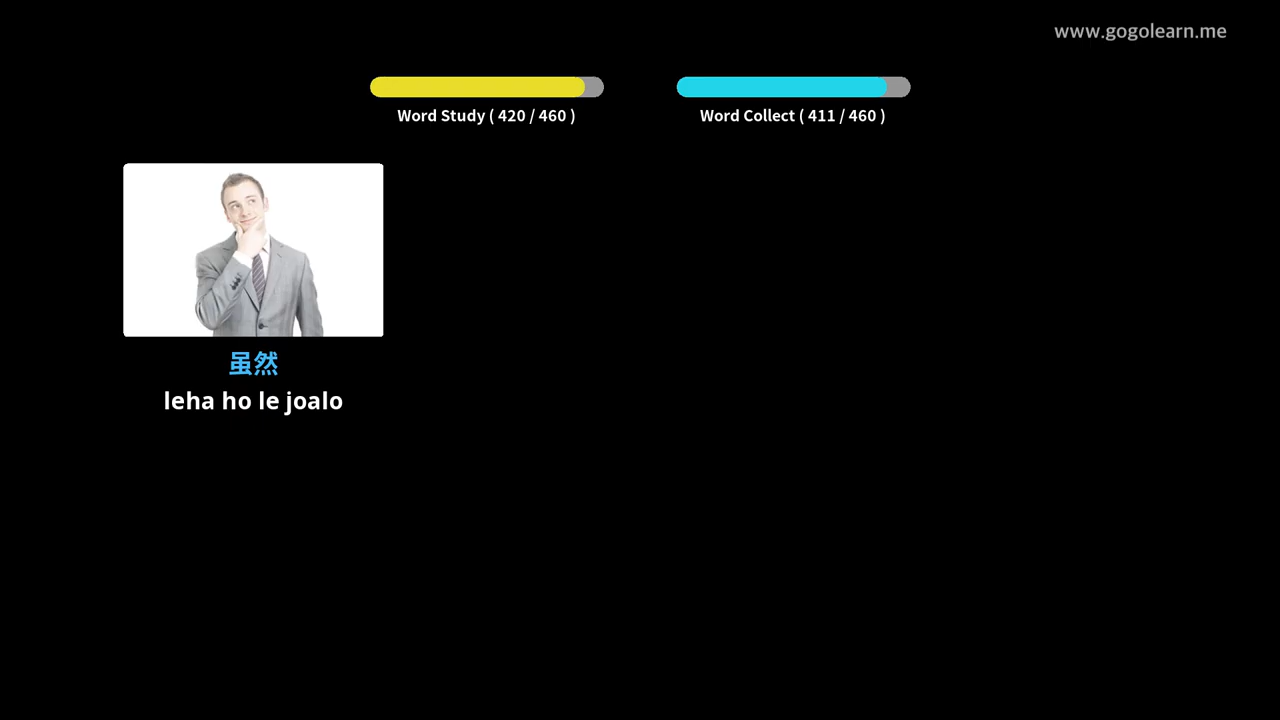 www.gogolearn.me
Word Study ( 420 / 460 )
Word Collect ( 411 / 460 )
虽然
leha ho le joalo